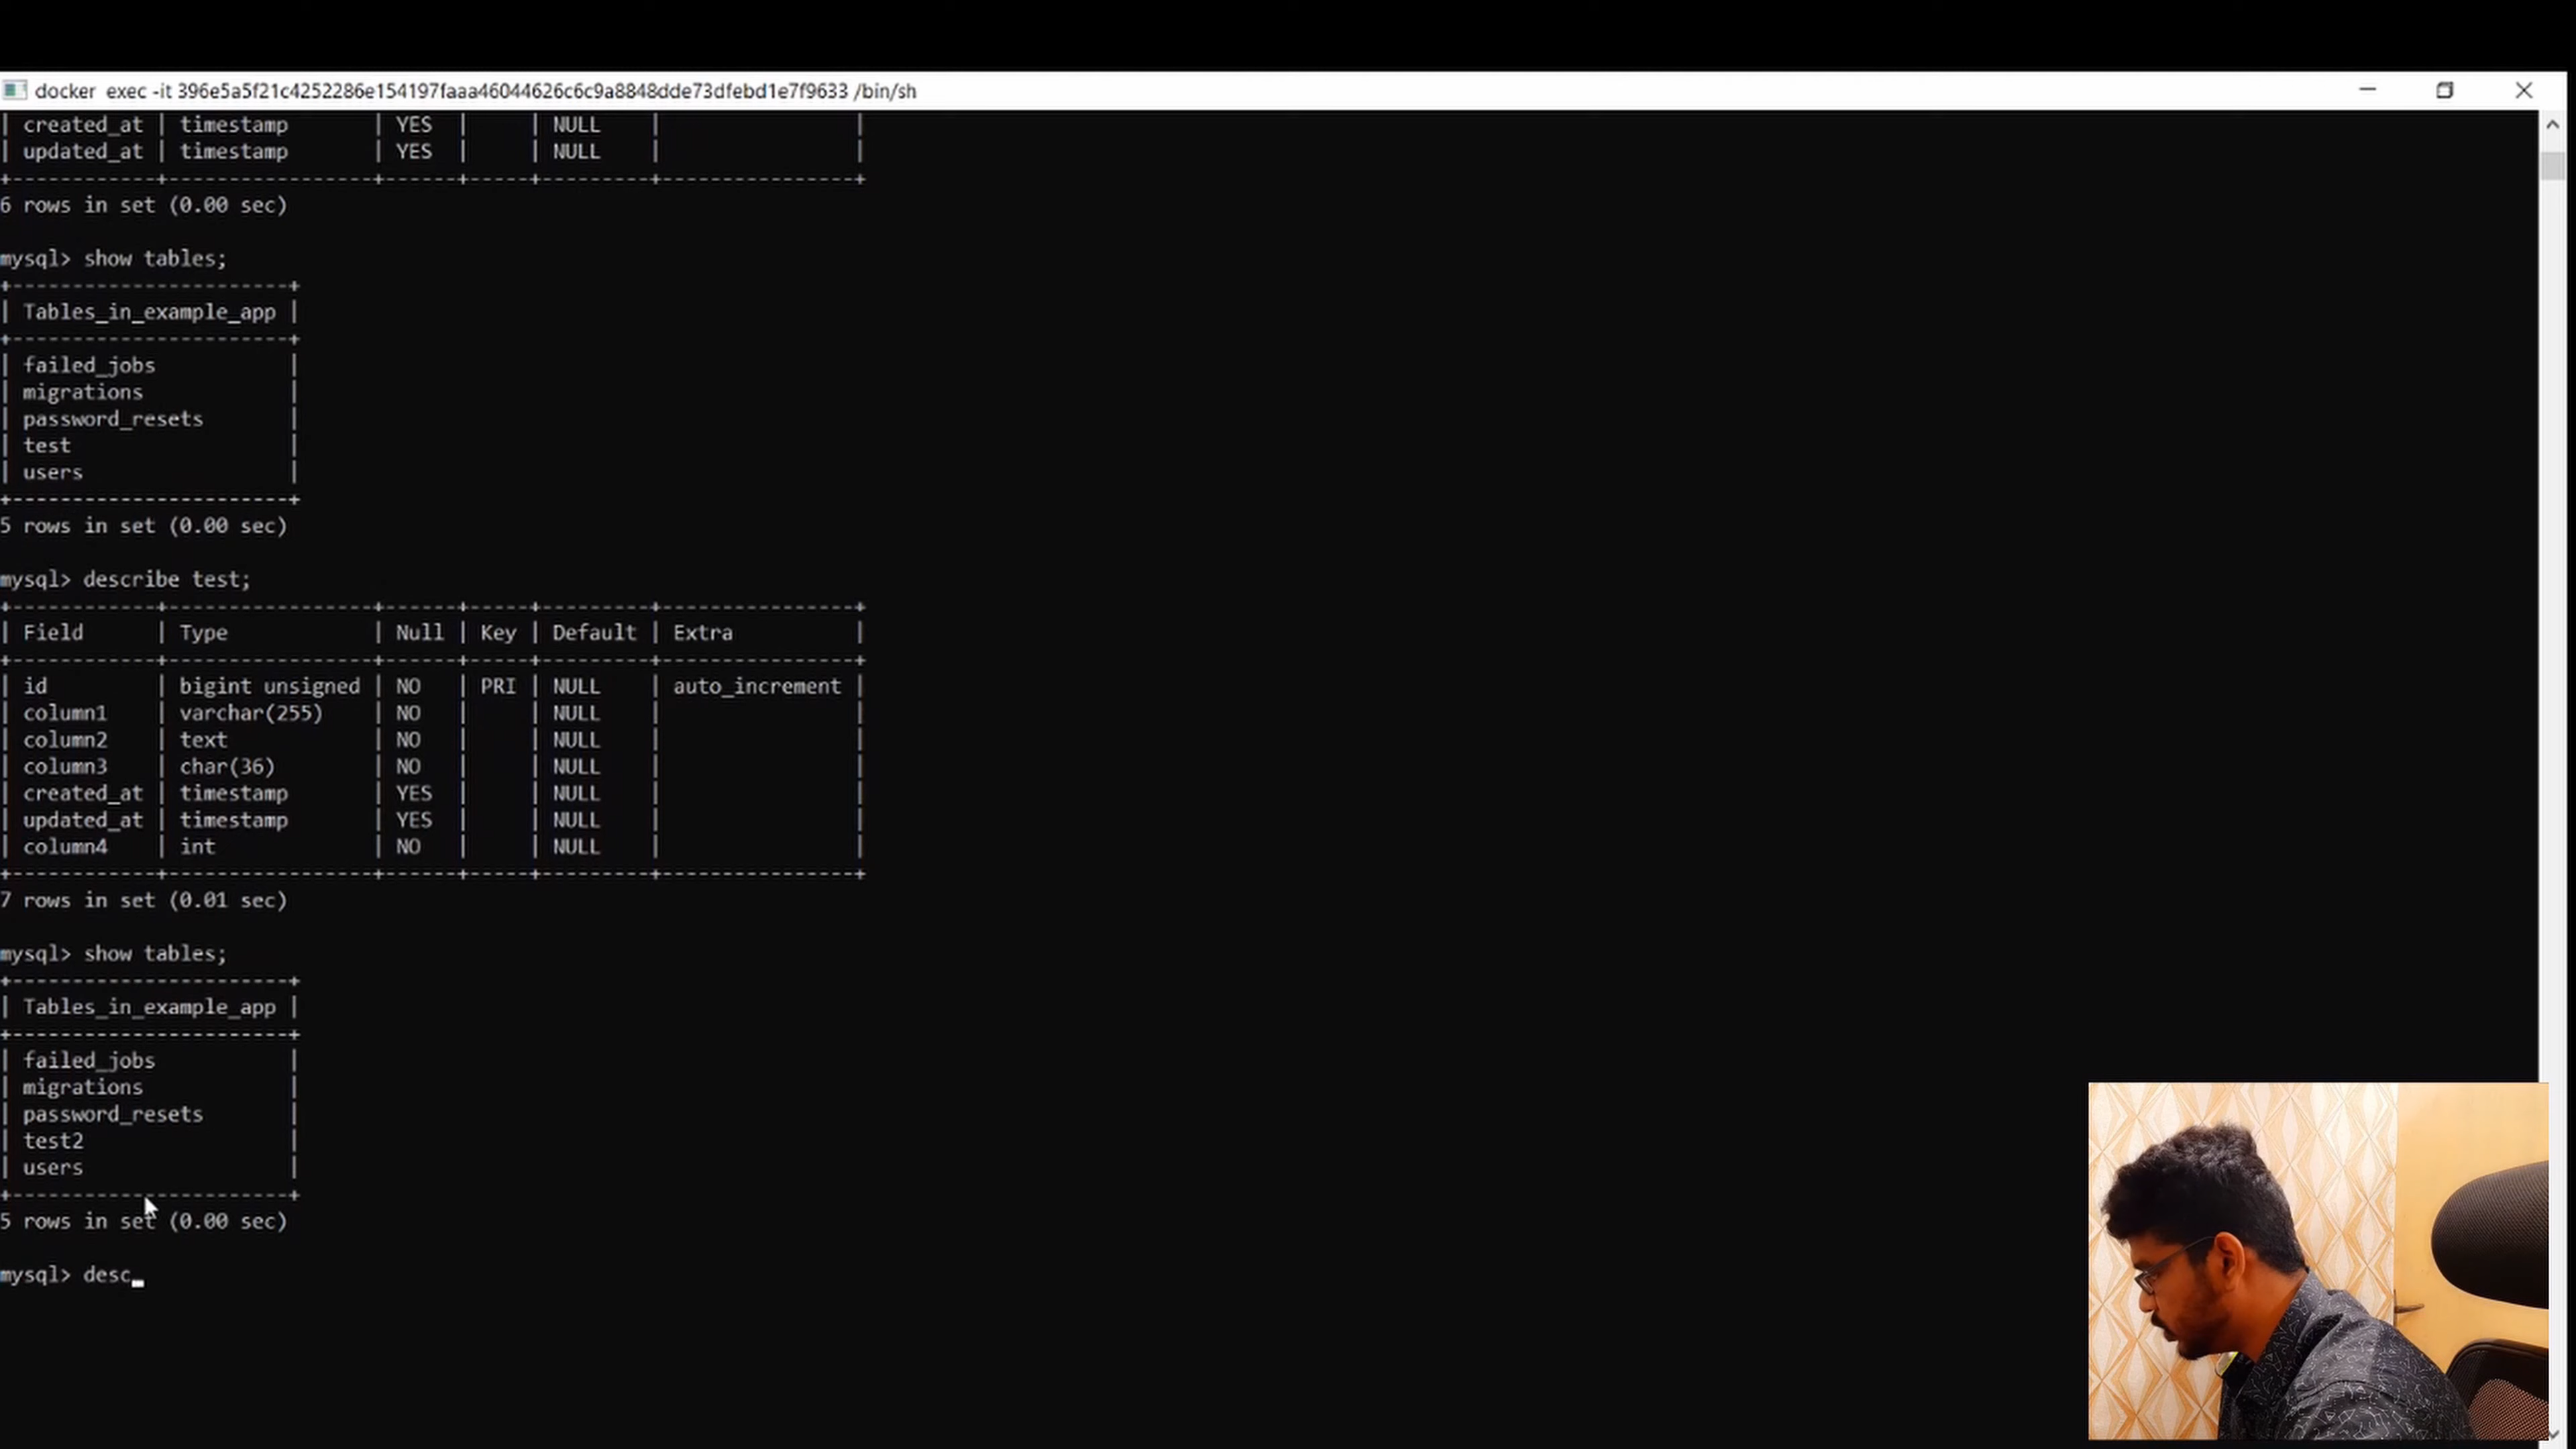 docker exec -it 396e5a5f21c4252286e154197faaa46044626c6c9a8848dde73dfebd1e7f9633 /bin/sh
| created_at | timestamp | YES | | NULL | |
| updated_at | timestamp | YES | | NULL | |
+------------+-----------------+------+-----+---------+----------------+
6 rows in set (0.00 sec)
mysql> show tables;
+-----------------------+
| Tables_in_example_app |
+-----------------------+
| failed_jobs |
| migrations |
| password_resets |
| test |
| users |
+-----------------------+
5 rows in set (0.00 sec)
mysql> describe test;
+------------+-----------------+------+-----+---------+----------------+
| Field | Type | Null | Key | Default | Extra |
+------------+-----------------+------+-----+---------+----------------+
| id | bigint unsigned | NO | PRI | NULL | auto_increment |
| column1 | varchar(255) | NO | | NULL | |
| column2 | text | NO | | NULL | |
| column3 | char(36) | NO | | NULL | |
| created_at | timestamp | YES | | NULL | |
| updated_at | timestamp | YES | | NULL | |
| column4 | int | NO | | NULL | |
+------------+-----------------+------+-----+---------+----------------+
7 rows in set (0.01 sec)
mysql> show tables;
+-----------------------+
| Tables_in_example_app |
+-----------------------+
| failed_jobs |
| migrations |
| password_resets |
| test2 |
| users |
+-----------------------+
5 rows in set (0.00 sec)
mysql> desc_